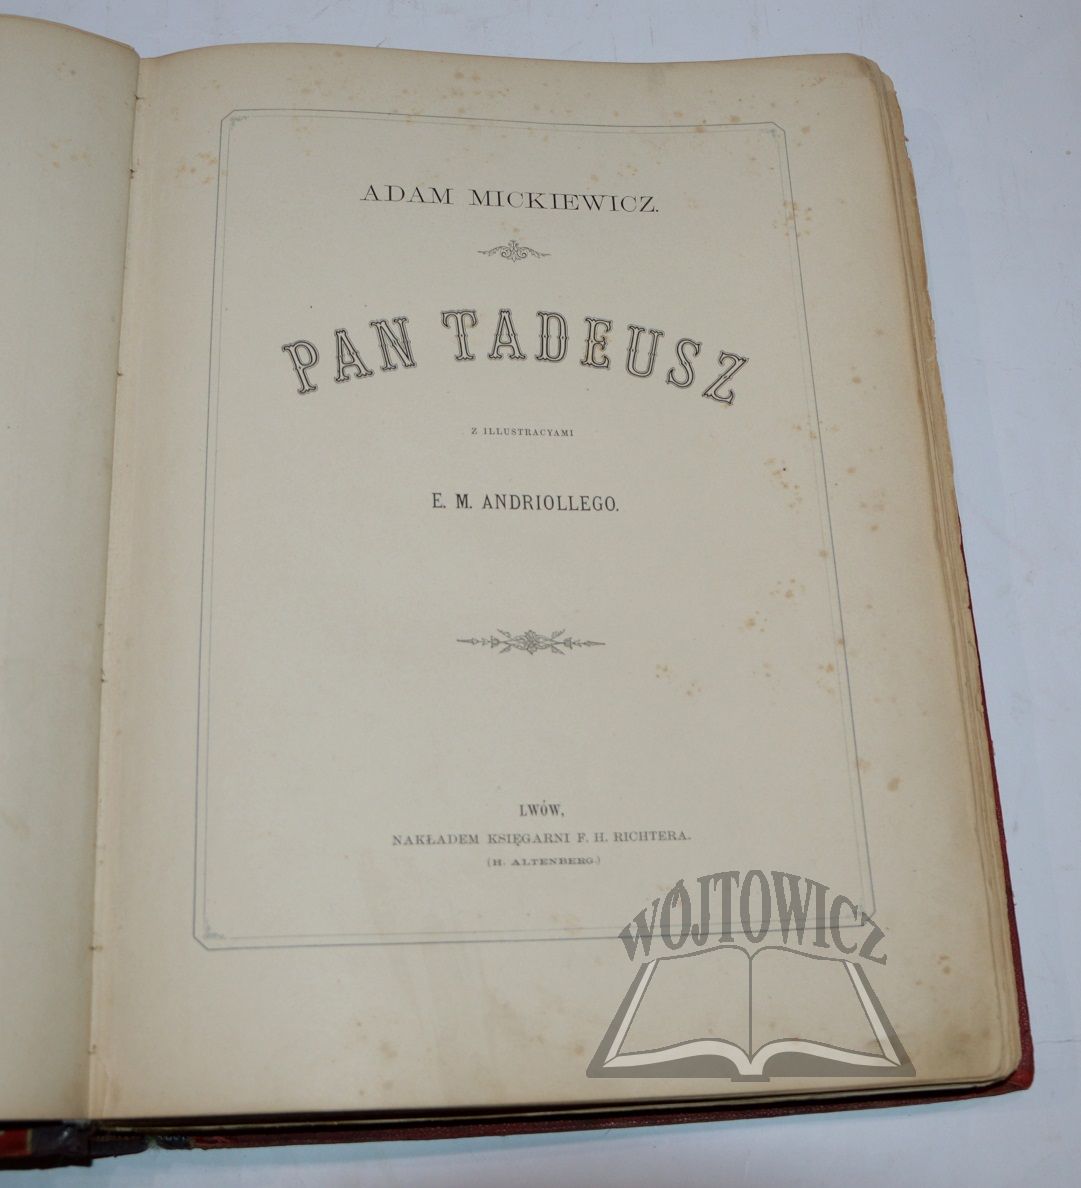 ADAM MICKIEWICZ.
PAN TADEUSZ
Z ILLUSTRACYAMI
E. M. ANDRIOLLEGO.
LWÓW,
NAKŁADEM KSIĘGARNI F. H. RICHTERA.
(H. ALTENBERG.)
WÓJTOWICZ